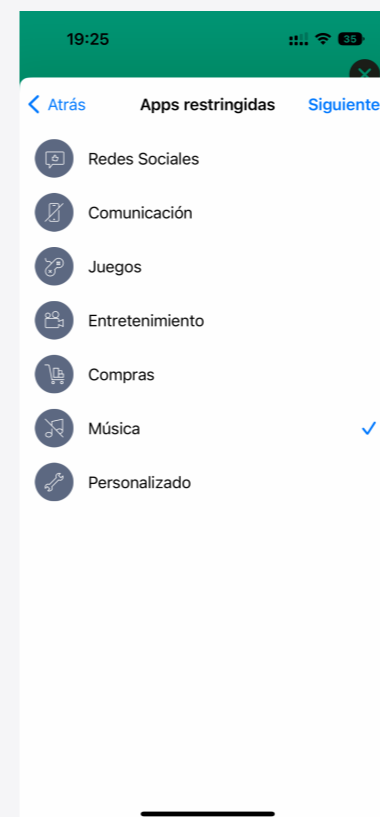 19:25
35
Atrás
Apps restringidas
Siguiente
Redes Sociales
Comunicación
Juegos
Entretenimiento
Compras
Música
Personalizado